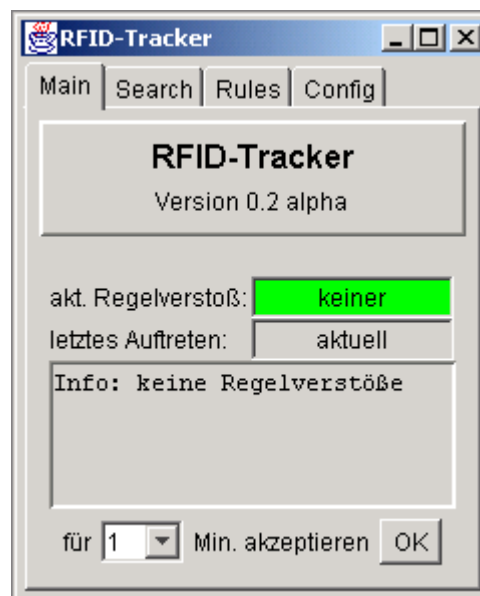 RFID-Tracker
Main Search Rules Config
RFID-Tracker
Version 0.2 alpha
akt. Regelverstoß: keiner
letztes Auftreten: aktuell
Info: keine Regelverstöße
für 1 Min. akzeptieren OK